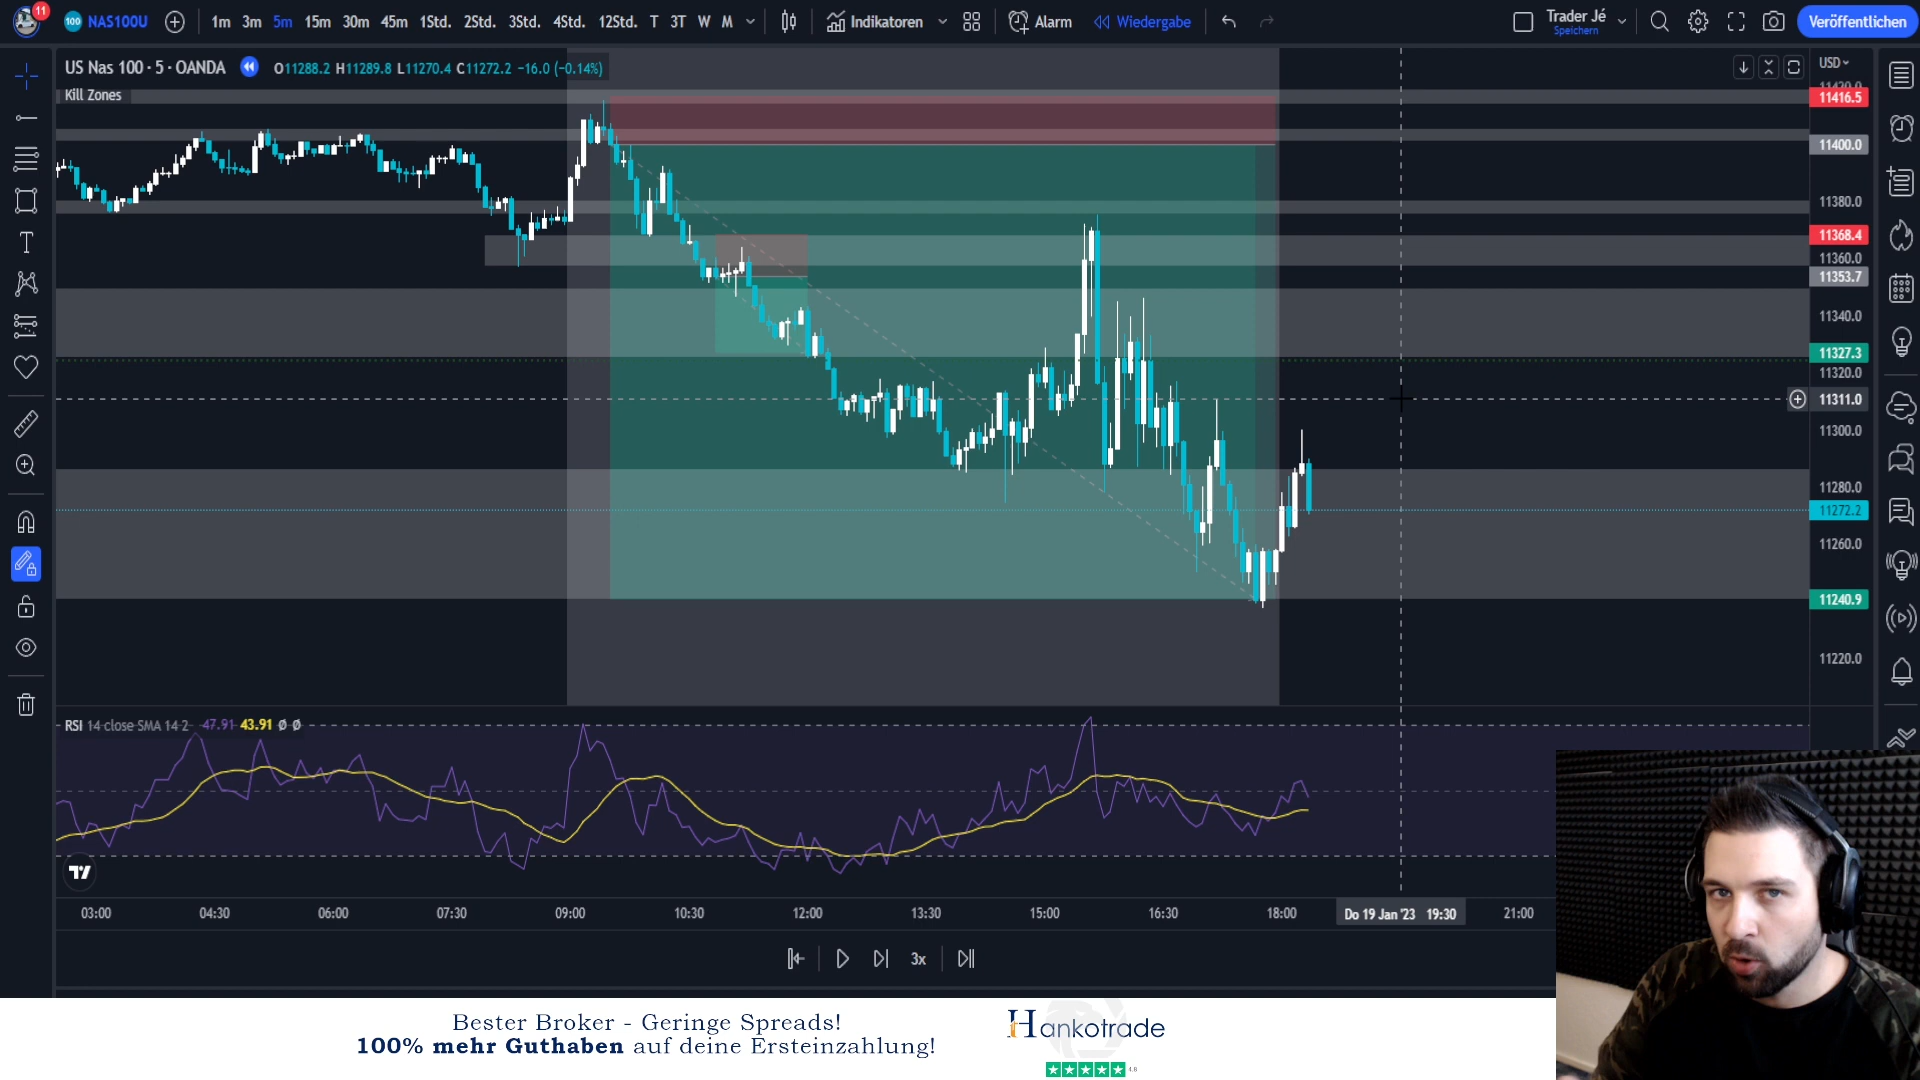 11
100 NAS100U
1m 3m 5m 15m 30m 45m 1Std. 2Std. 3Std. 4Std. 12Std. T 3T W M
Indikatoren
Alarm
Wiedergabe
Trader Jé
Speichern
Veröffentlichen
US Nas 100 · 5 · OANDA
O11288.2 H11289.8 L11270.4 C11272.2 −16.0 (−0.14%)
Kill Zones
USD
11420.0
11416.5
11400.0
11380.0
11368.4
11360.0
11353.7
11340.0
11327.3
11320.0
11311.0
11300.0
11280.0
11272.2
11260.0
11240.9
11220.0
RSI 14 close SMA 14 2 47.91 43.91 Ø Ø
03:00 04:30 06:00 07:30 09:00 10:30 12:00 13:30 15:00 16:30 18:00 Do 19 Jan '23 19:30 21:00
3x
Bester Broker - Geringe Spreads!
100% mehr Guthaben auf deine Ersteinzahlung!
Hankotrade
4.8